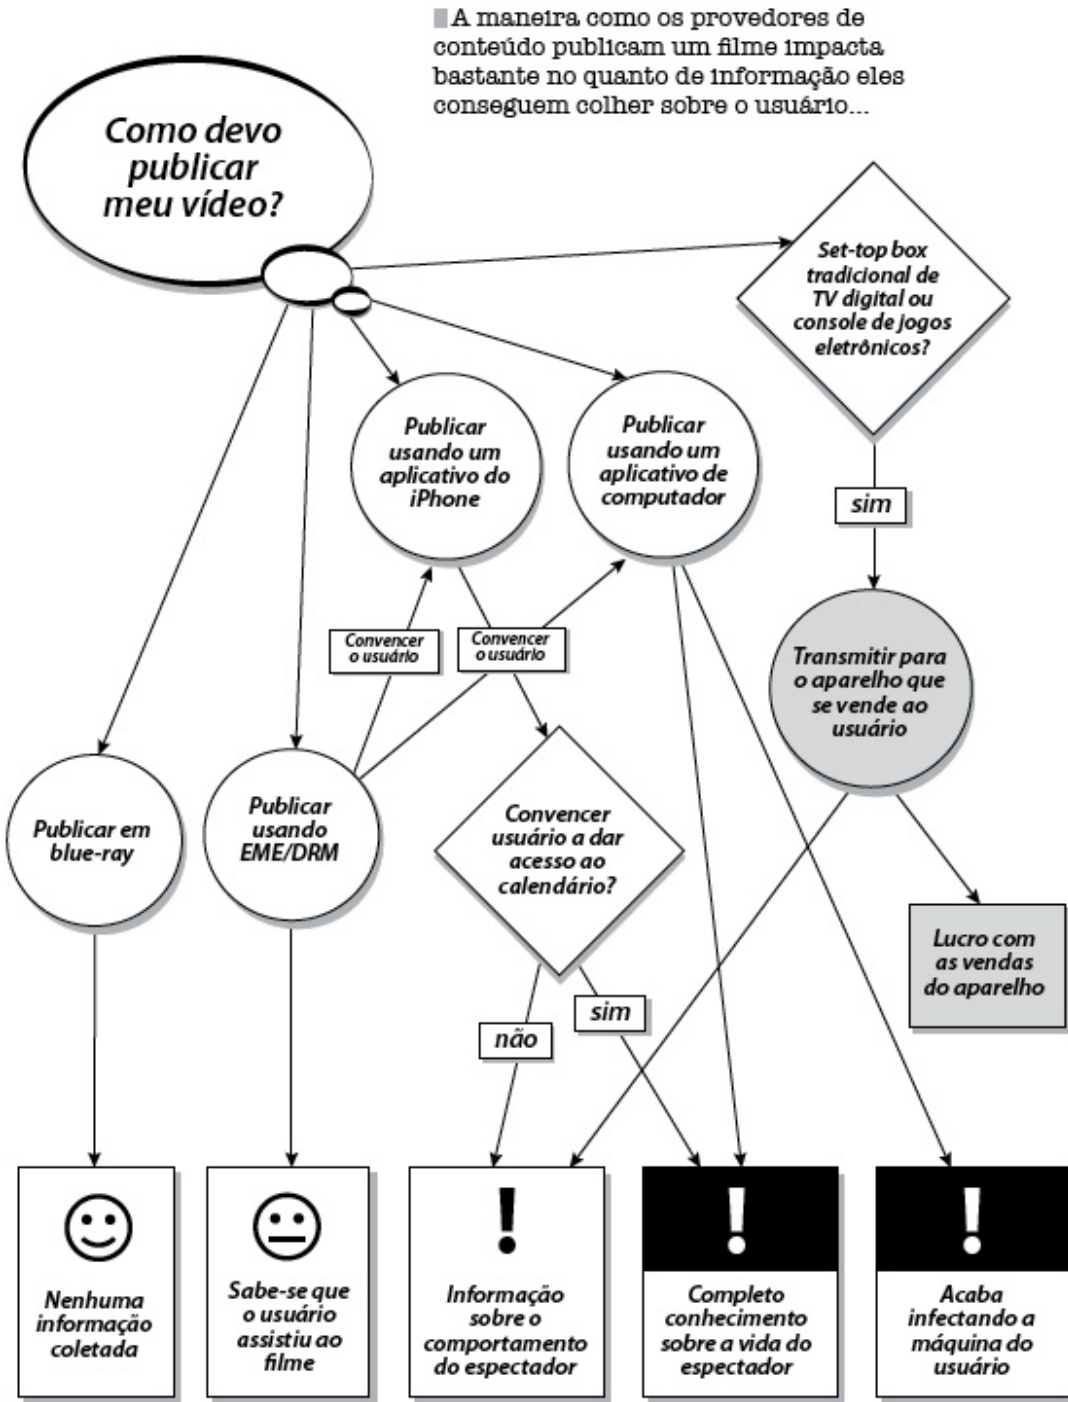 A maneira como os provedores de
conteúdo publicam um filme impacta
bastante no quanto de informação eles
conseguem colher sobre o usuário...
Como devo
publicar
meu vídeo?
Set-top box
tradicional de
TV digital ou
console de jogos
eletrônicos?
Publicar
usando um
aplicativo do
iPhone
Publicar
usando um
aplicativo de
computador
sim
Convencer
o usuário
Convencer
o usuário
Transmitir para
o aparelho que
se vende ao
usuário
Publicar em
blue-ray
Publicar
usando
EME/DRM
Convencer
usuário a dar
acesso ao
calendário?
Lucro com
as vendas
do aparelho
não
sim
Nenhuma
informação
coletada
Sabe-se que
o usuário
assistiu ao
filme
!
Informação
sobre o
comportamento
do espectador
!
Completo
conhecimento
sobre a vida do
espectador
!
Acaba
infectando a
máquina do
usuário